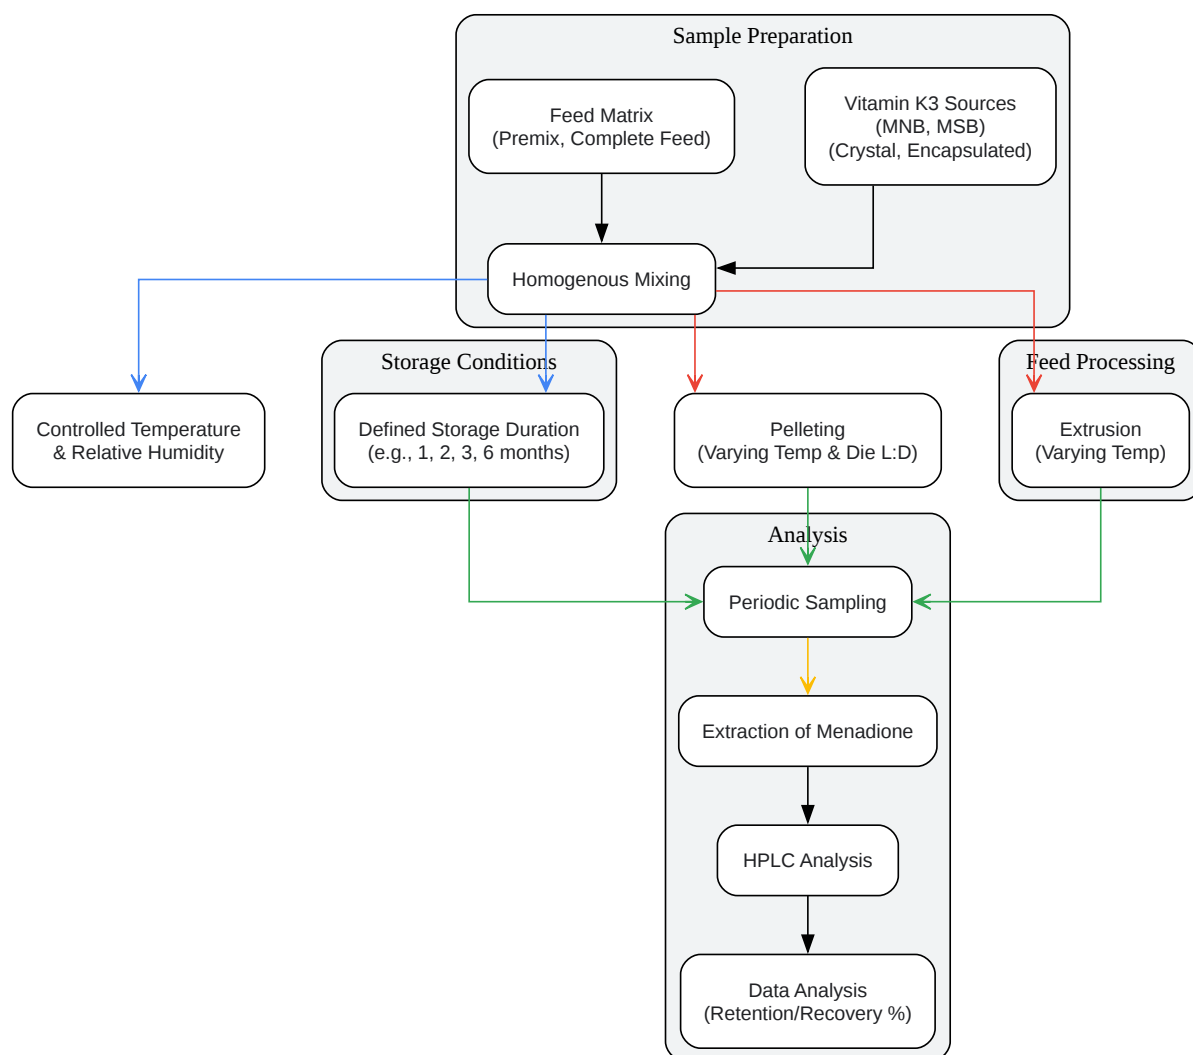 Sample Preparation
Feed Matrix
(Premix, Complete Feed)
Vitamin K3 Sources
(MNB, MSB)
(Crystal, Encapsulated)
Homogenous Mixing
Storage Conditions
Feed Processing
Controlled Temperature
& Relative Humidity
Defined Storage Duration
(e.g., 1, 2, 3, 6 months)
Pelleting
(Varying Temp & Die L:D)
Extrusion
(Varying Temp)
Analysis
Periodic Sampling
Extraction of Menadione
HPLC Analysis
Data Analysis
(Retention/Recovery %)